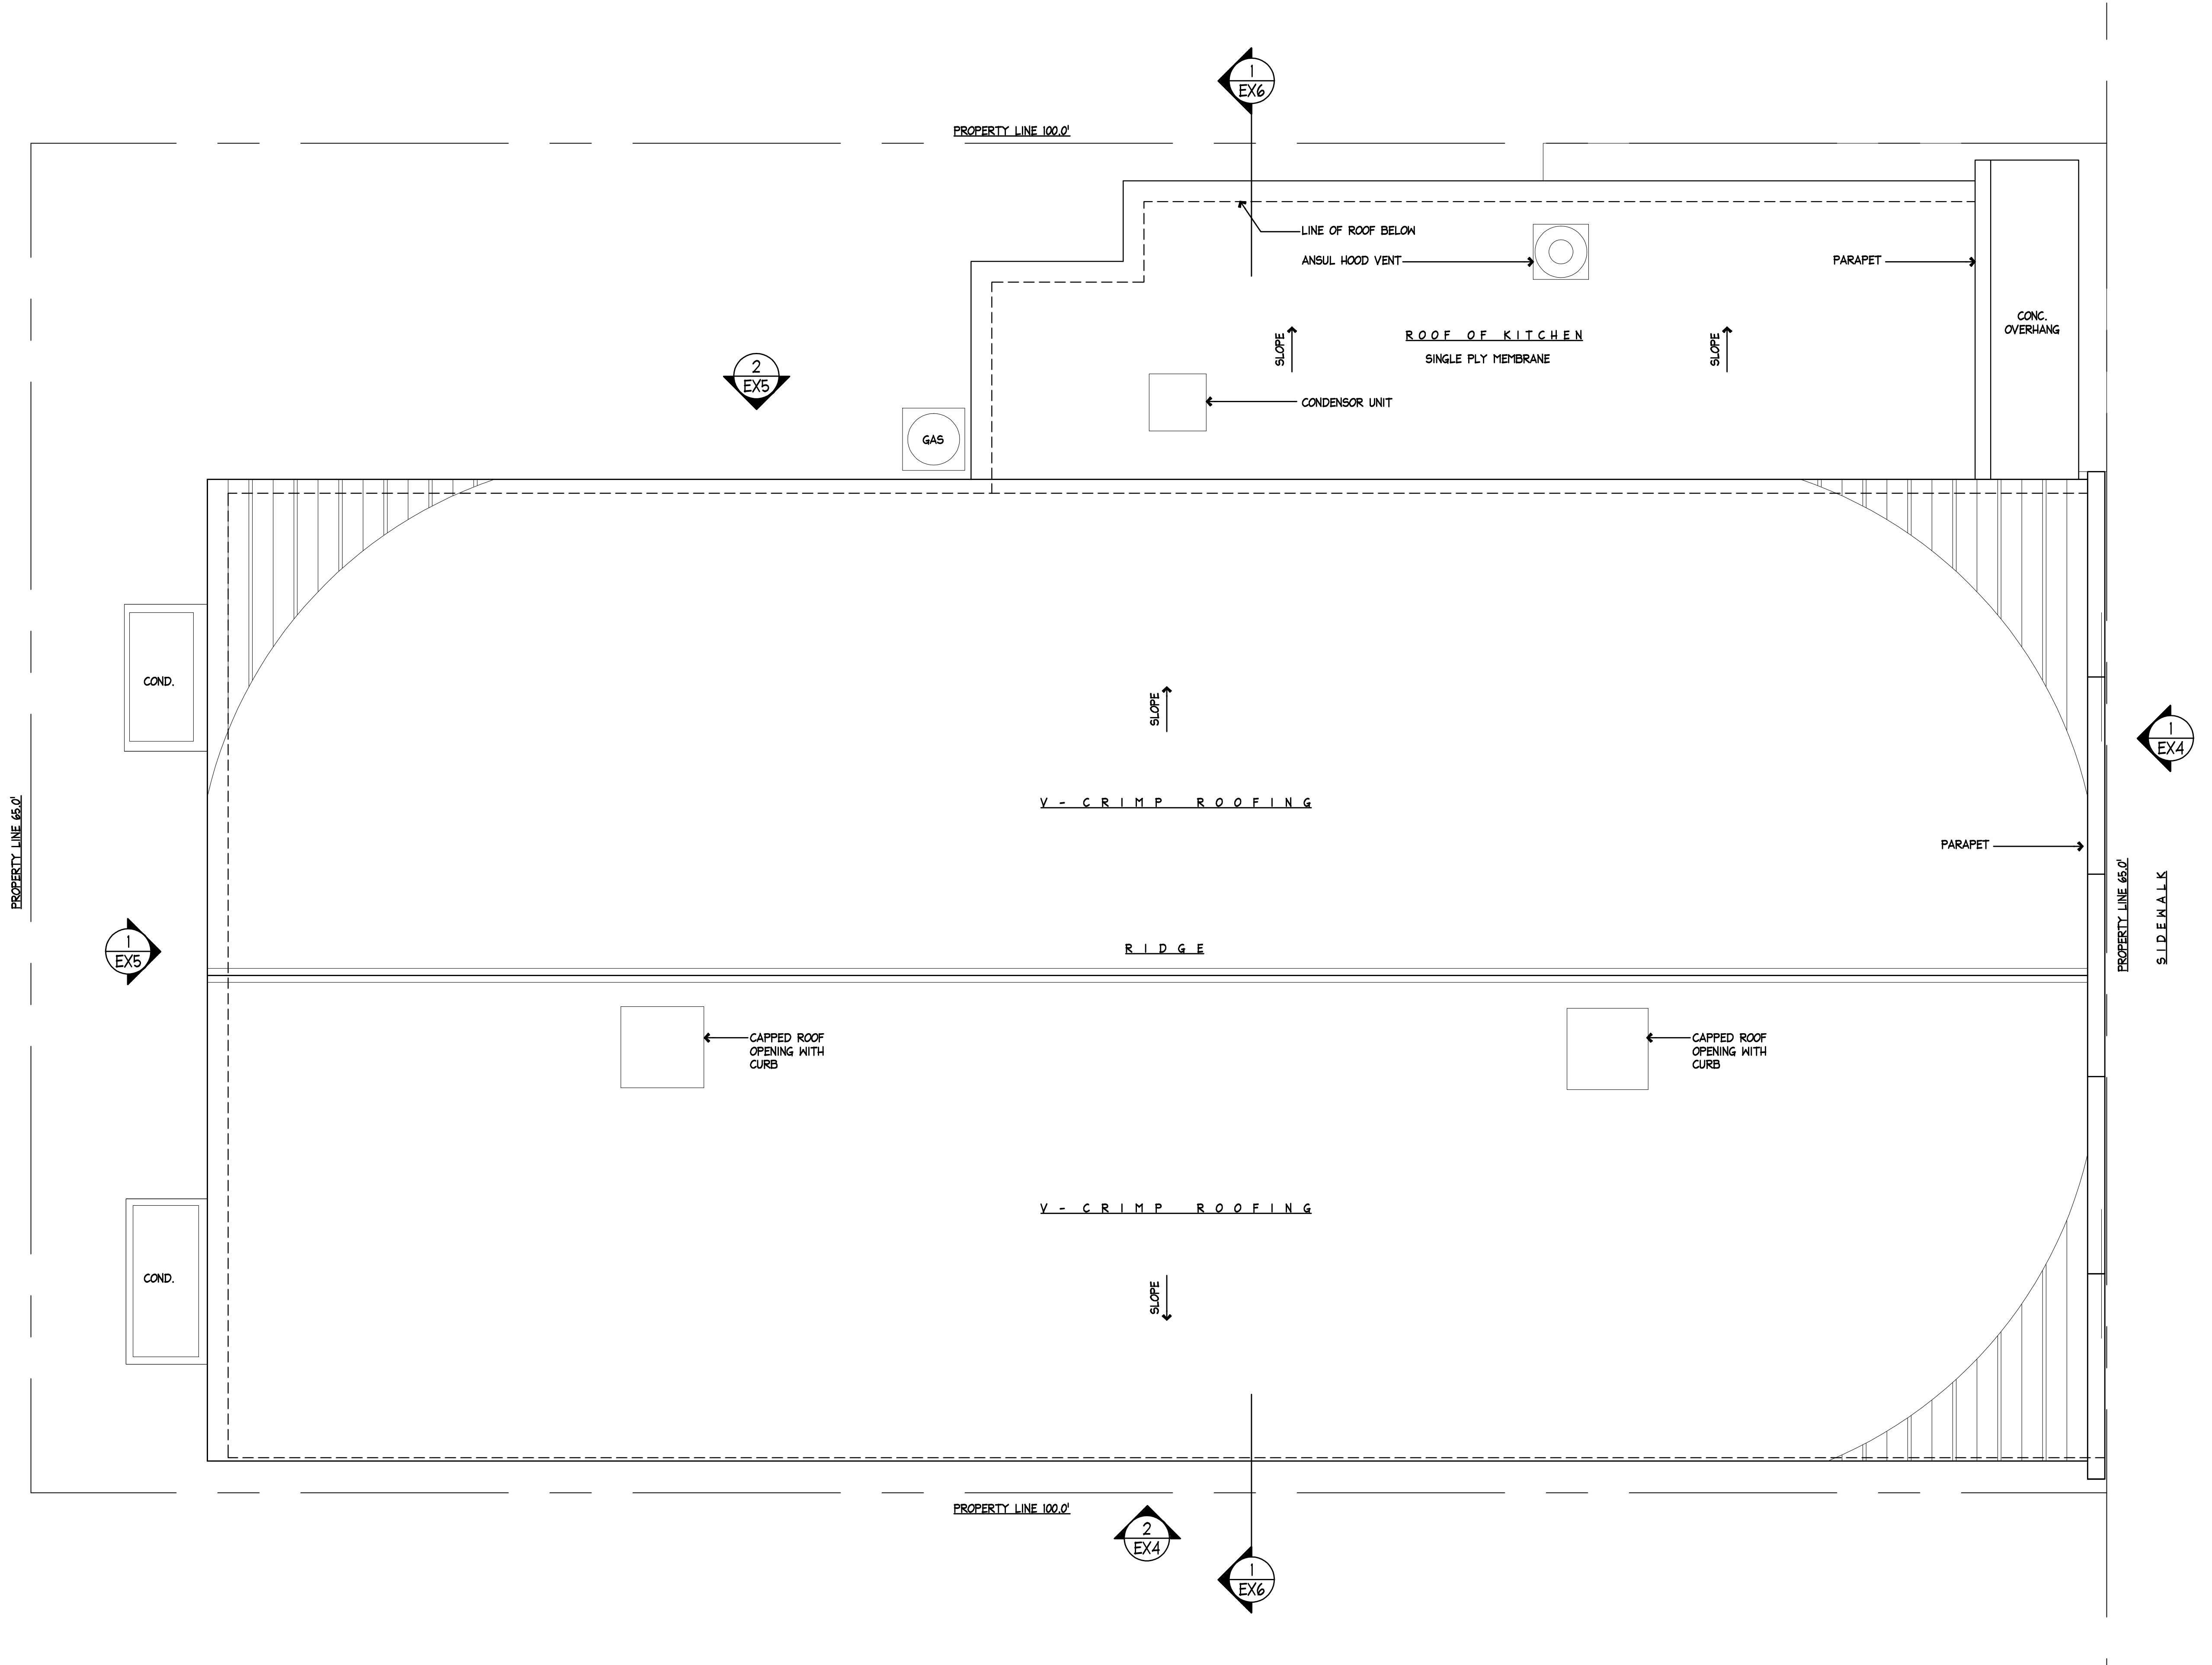 1
EX6
PROPERTY LINE 100.0'
LINE OF ROOF BELOW
ANSUL HOOD VENT
PARAPET
CONC.
OVERHANG
SLOPE
ROOF OF KITCHEN
SINGLE PLY MEMBRANE
SLOPE
2
EX5
CONDENSOR UNIT
GAS
COND.
SLOPE
1
EX4
V-CRIMP ROOFING
PROPERTY LINE 65.0'
PARAPET
PROPERTY LINE 65.0'
SIDEWALK
1
EX5
RIDGE
CAPPED ROOF
OPENING WITH
CURB
CAPPED ROOF
OPENING WITH
CURB
V-CRIMP ROOFING
COND.
SLOPE
PROPERTY LINE 100.0'
2
EX4
1
EX6